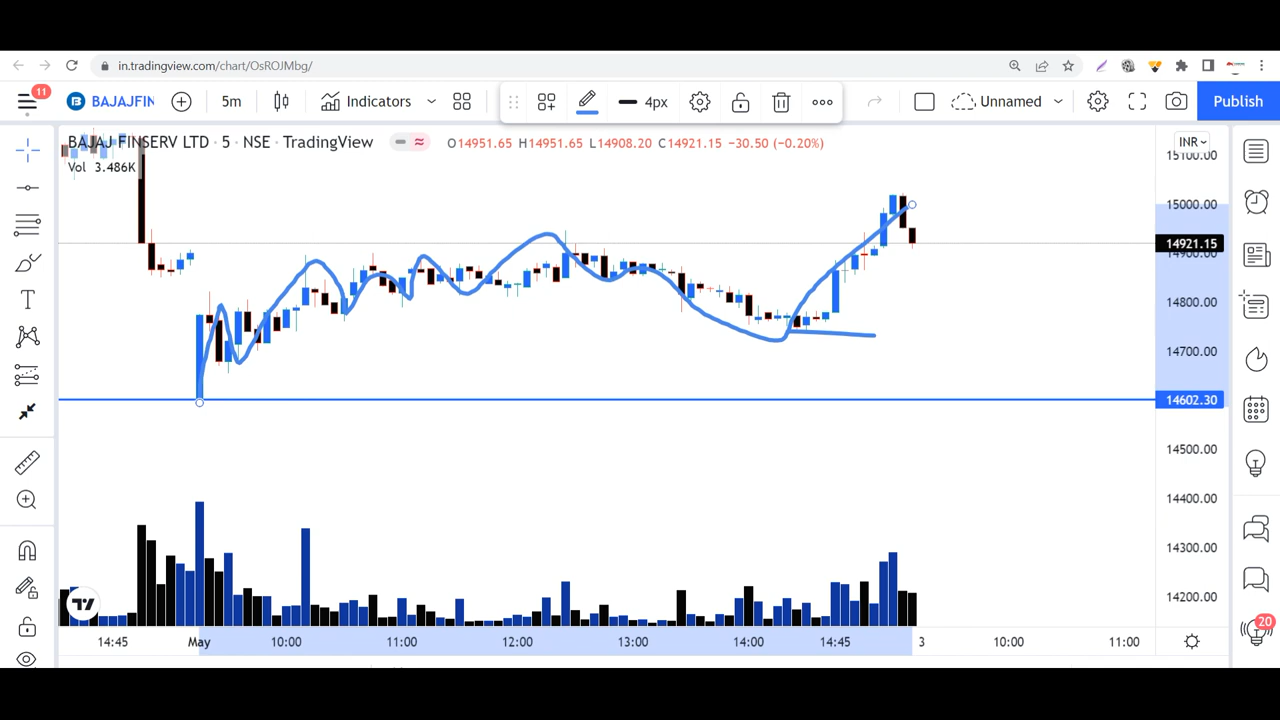 in.tradingview.com/chart/OsROJMbg/
11
BAJAJFIN
5m
Indicators
4px
Unnamed
Publish
BAJAJ FINSERV LTD · 5 · NSE · TradingView
O14951.65 H14951.65 L14908.20 C14921.15 −30.50 (−0.20%)
INR
Vol 3.486K
15100.00
15000.00
14921.15
14900.00
14800.00
14700.00
14602.30
14500.00
14400.00
14300.00
14200.00
14:45 May 10:00 11:00 12:00 13:00 14:00 14:45 3 10:00 11:00
20